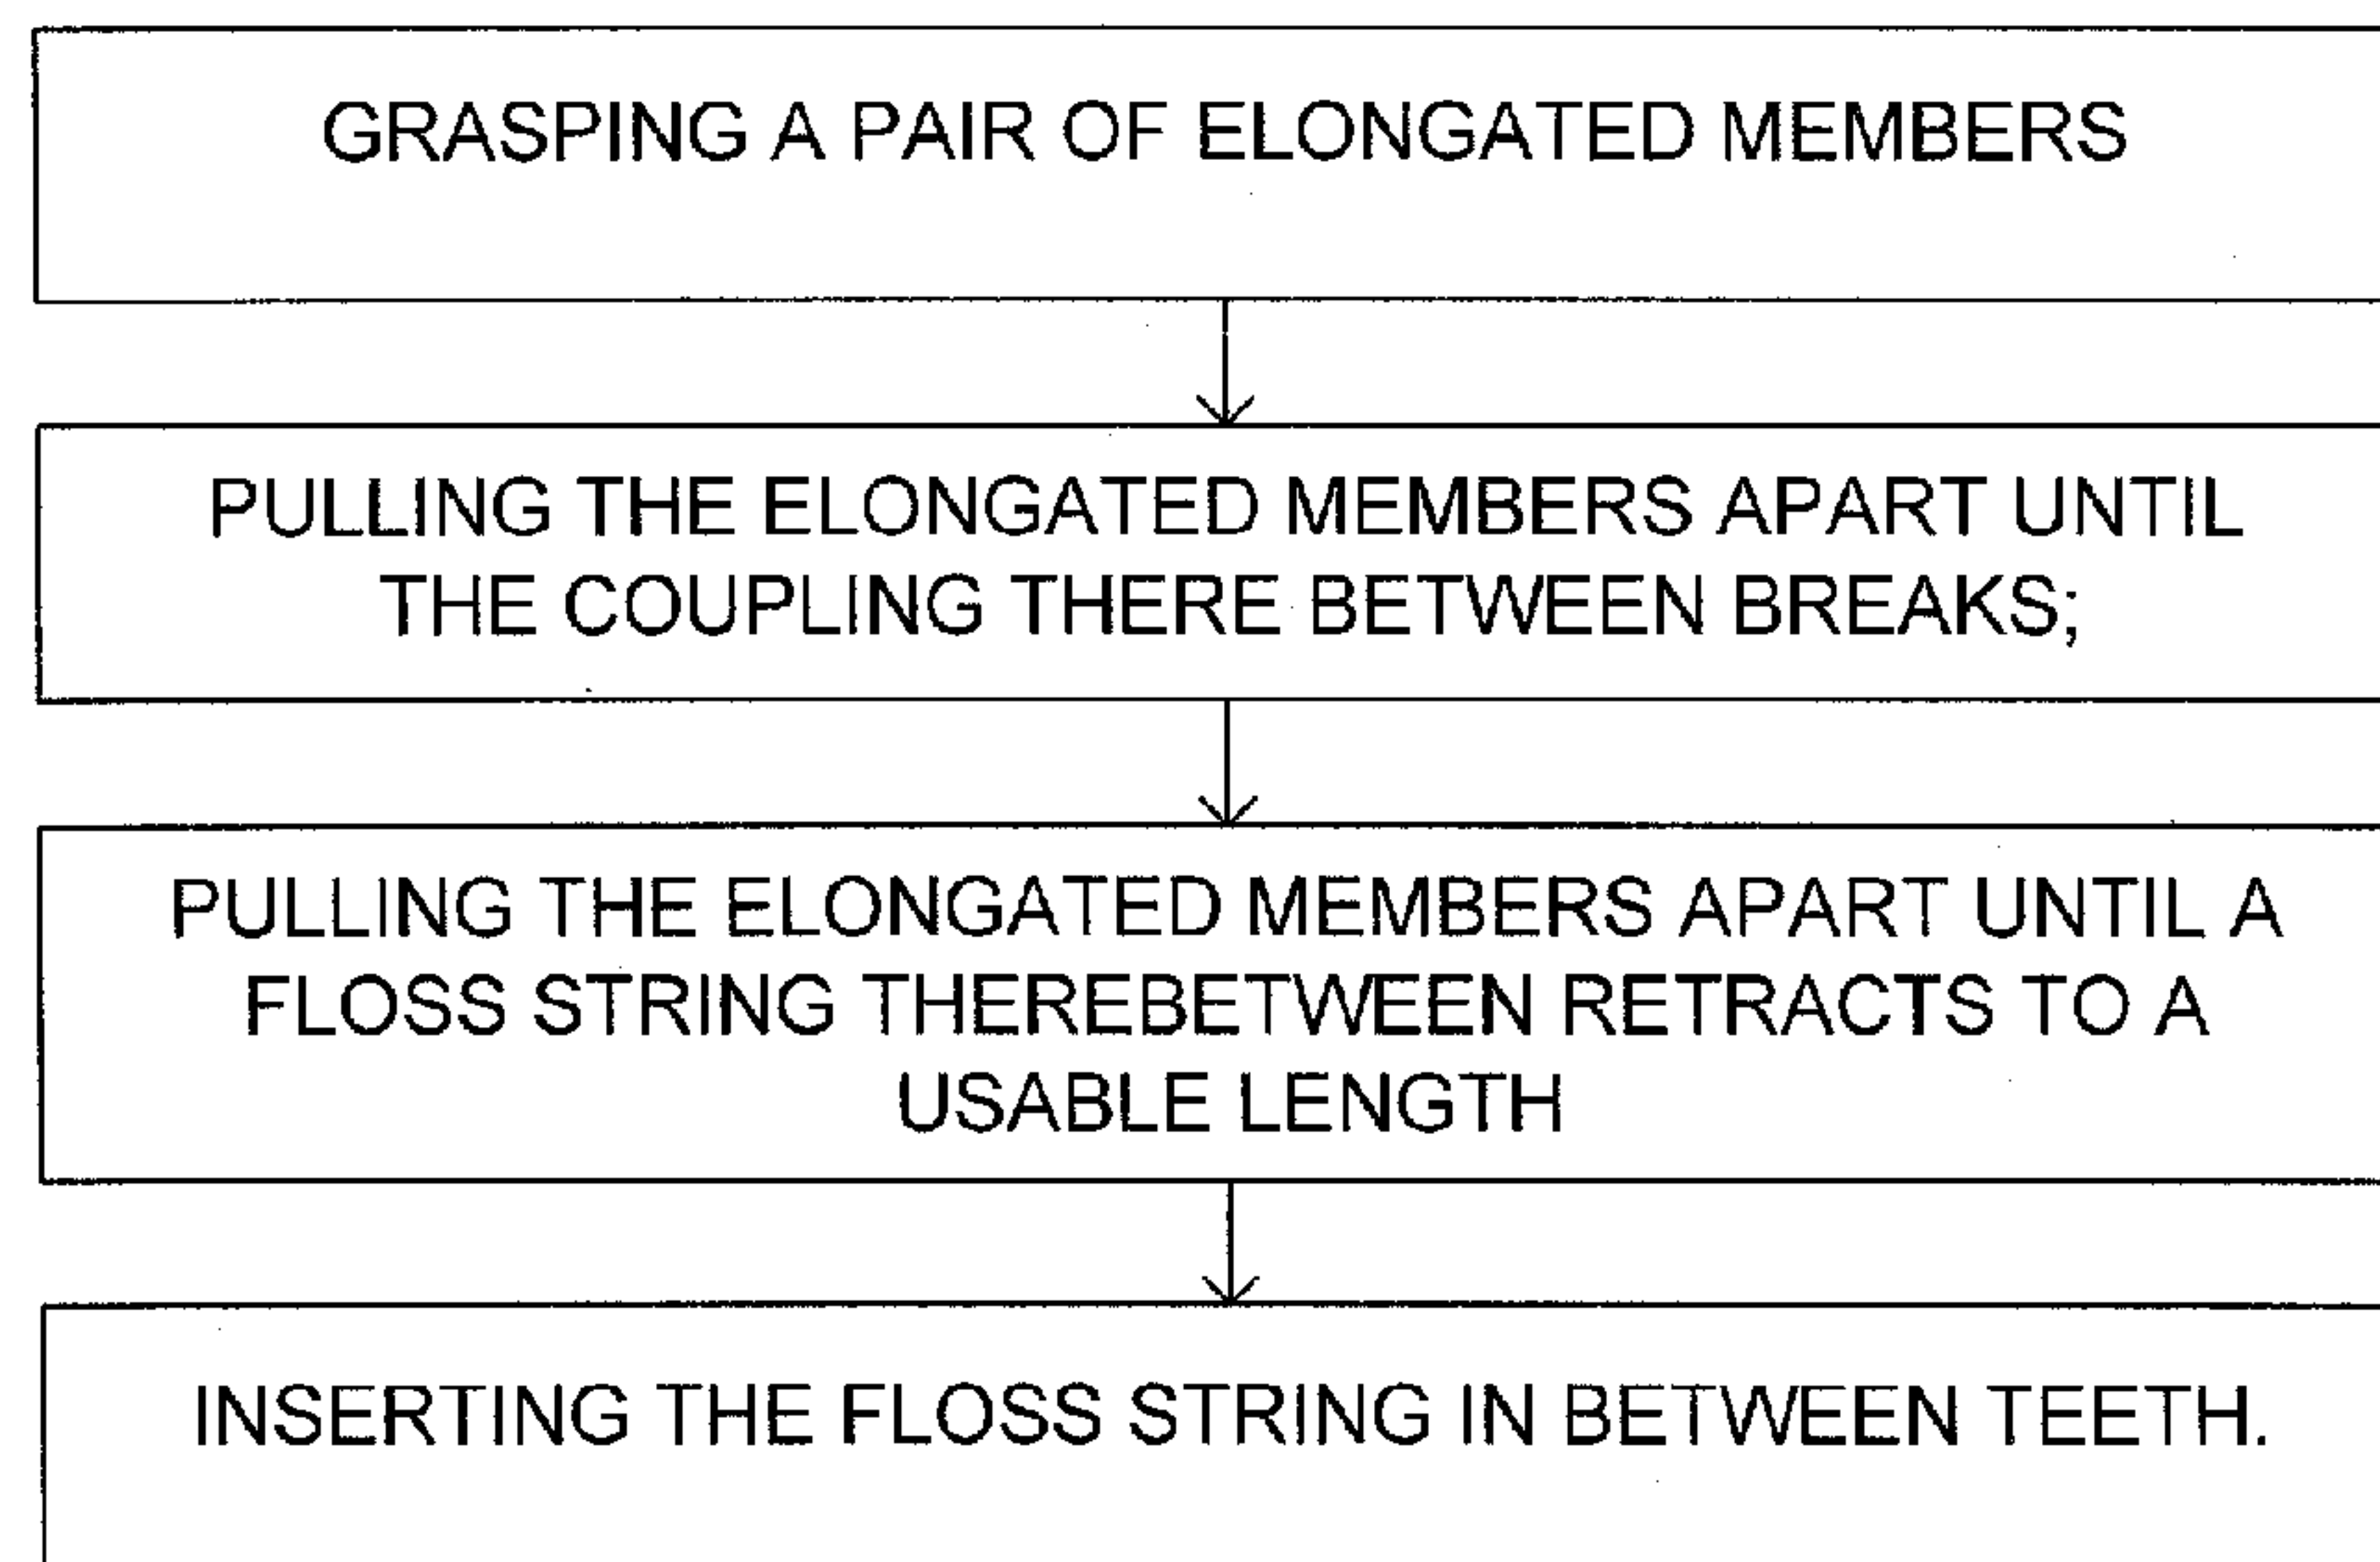 GRASPING A PAIR OF ELONGATED MEMBERS
PULLING THE ELONGATED MEMBERS APART UNTIL
THE COUPLING THERE BETWEEN BREAKS;
PULLING THE ELONGATED MEMBERS APART UNTIL A
FLOSS STRING THEREBETWEEN RETRACTS TO A
USABLE LENGTH
INSERTING THE FLOSS STRING IN BETWEEN TEETH.